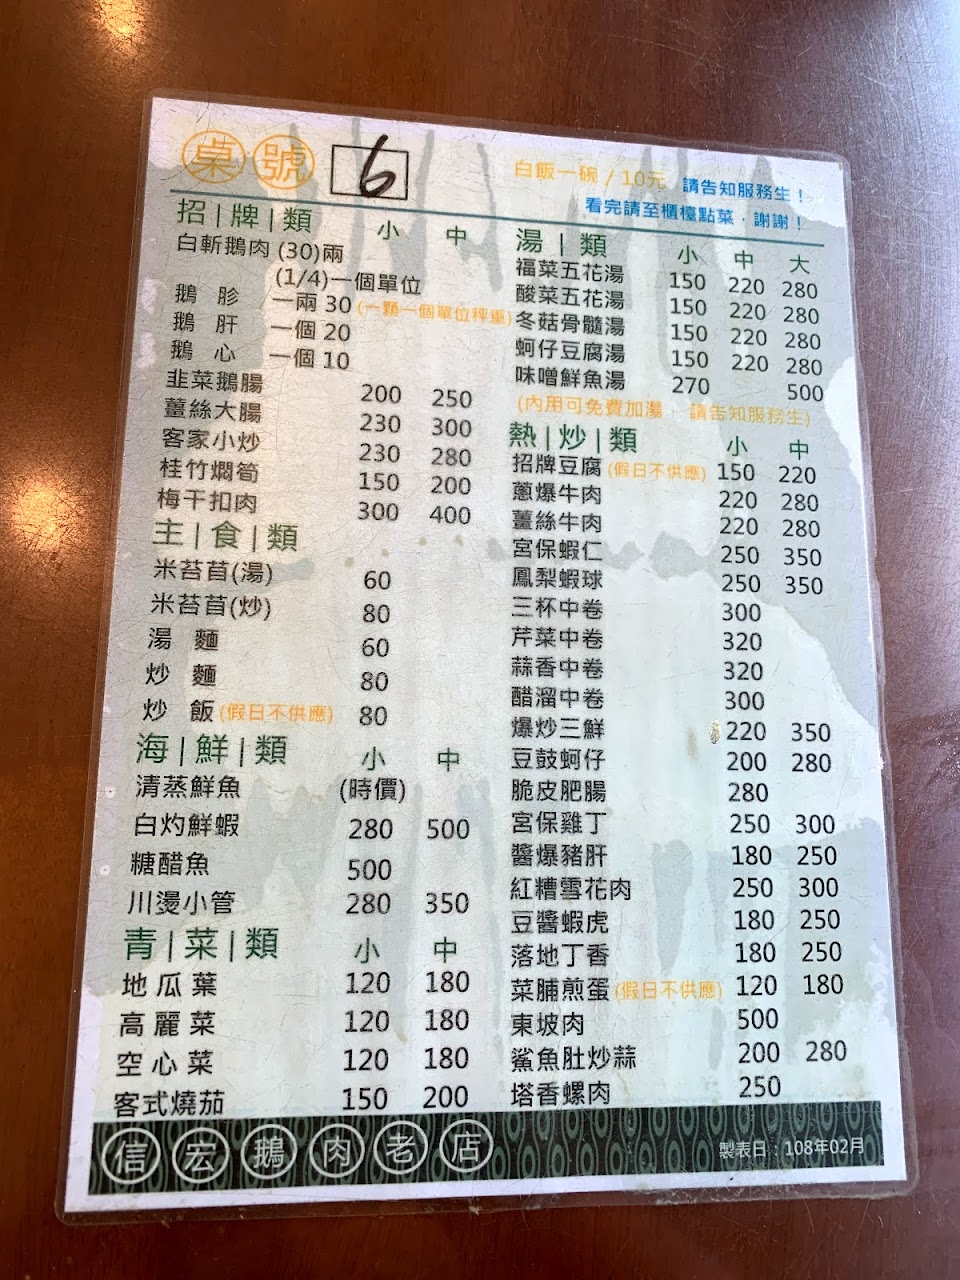 桌號 6
白飯一碗 / 10元 請告知服務生！
看完請至櫃檯點菜．謝謝！
招|牌|類 小 中
白斬鵝肉 (30)兩
(1/4)一個單位
鵝 胗 一兩 30 (一顆一個單位秤重)
鵝 肝 一個 20
鵝 心 一個 10
韭菜鵝腸 200 250
薑絲大腸 230 300
客家小炒 230 280
桂竹燜筍 150 200
梅干扣肉 300 400
主|食|類
米苔苜(湯) 60
米苔苜(炒) 80
湯 麵 60
炒 麵 80
炒 飯 (假日不供應) 80
海|鮮|類 小 中
清蒸鮮魚 (時價)
白灼鮮蝦 280 500
糖醋魚 500
川燙小管 280 350
青|菜|類 小 中
地瓜葉 120 180
高麗菜 120 180
空心菜 120 180
客式燒茄 150 200
湯|類 小 中 大
福菜五花湯 150 220 280
酸菜五花湯 150 220 280
冬菇骨髓湯 150 220 280
蚵仔豆腐湯 150 220 280
味噌鮮魚湯 270 500
(內用可免費加湯 請告知服務生)
熱|炒|類 小 中
招牌豆腐 (假日不供應) 150 220
蔥爆牛肉 220 280
薑絲牛肉 220 280
宮保蝦仁 250 350
鳳梨蝦球 250 350
三杯中卷 300
芹菜中卷 320
蒜香中卷 320
醋溜中卷 300
爆炒三鮮 220 350
豆鼓蚵仔 200 280
脆皮肥腸 280
宮保雞丁 250 300
醬爆豬肝 180 250
紅糟雪花肉 250 300
豆醬蝦虎 180 250
落地丁香 180 250
菜脯煎蛋 (假日不供應) 120 180
東坡肉 500
鯊魚肚炒蒜 200 280
塔香螺肉 250
信宏鵝肉老店
製表日：108年02月